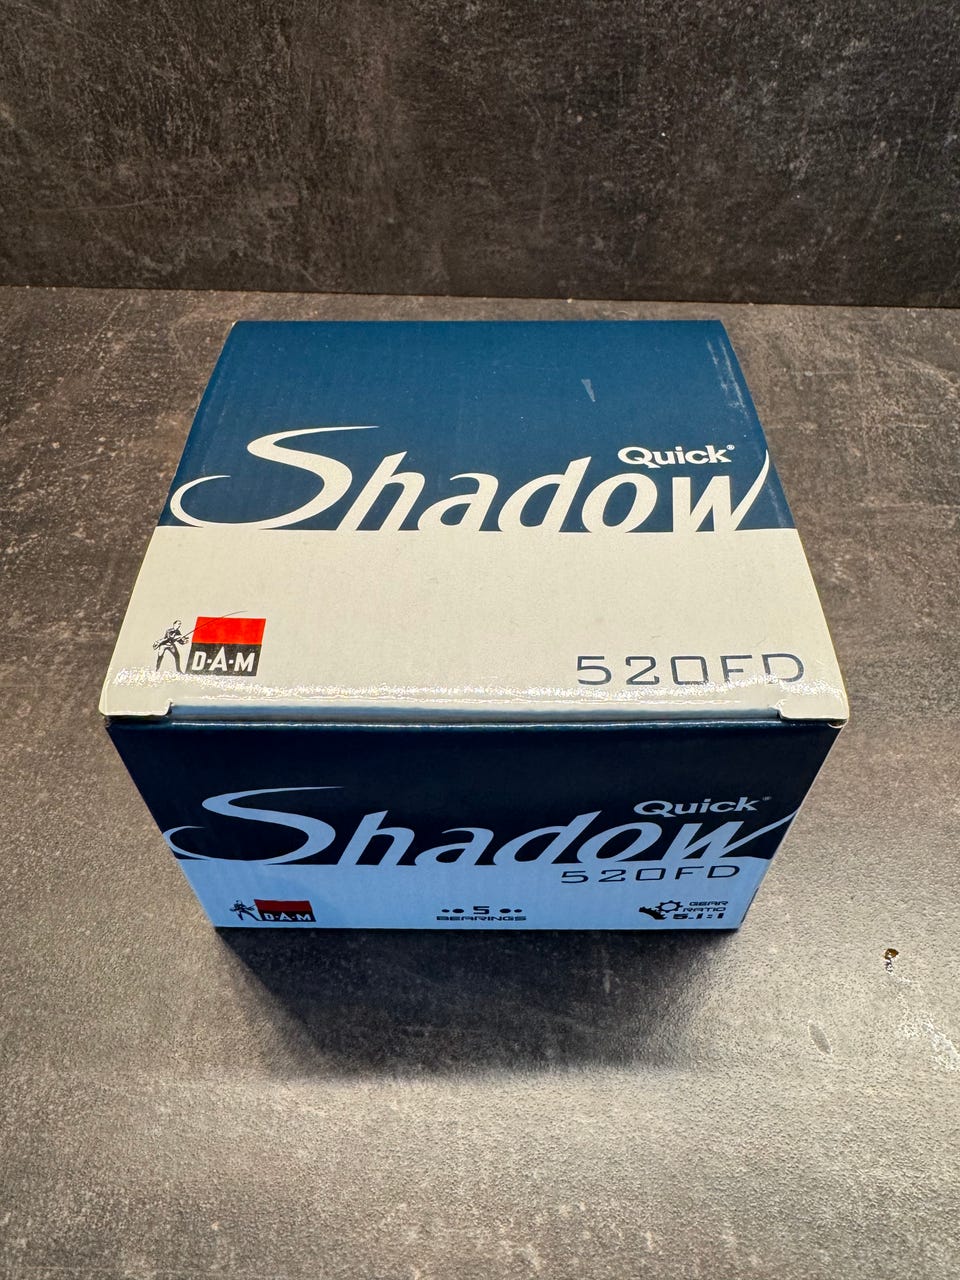 Quick®
Shadow
D·A·M
520FD
Quick®
Shadow
520FD
D·A·M
5
BEARINGS
GEAR
RATIO
5.1:1